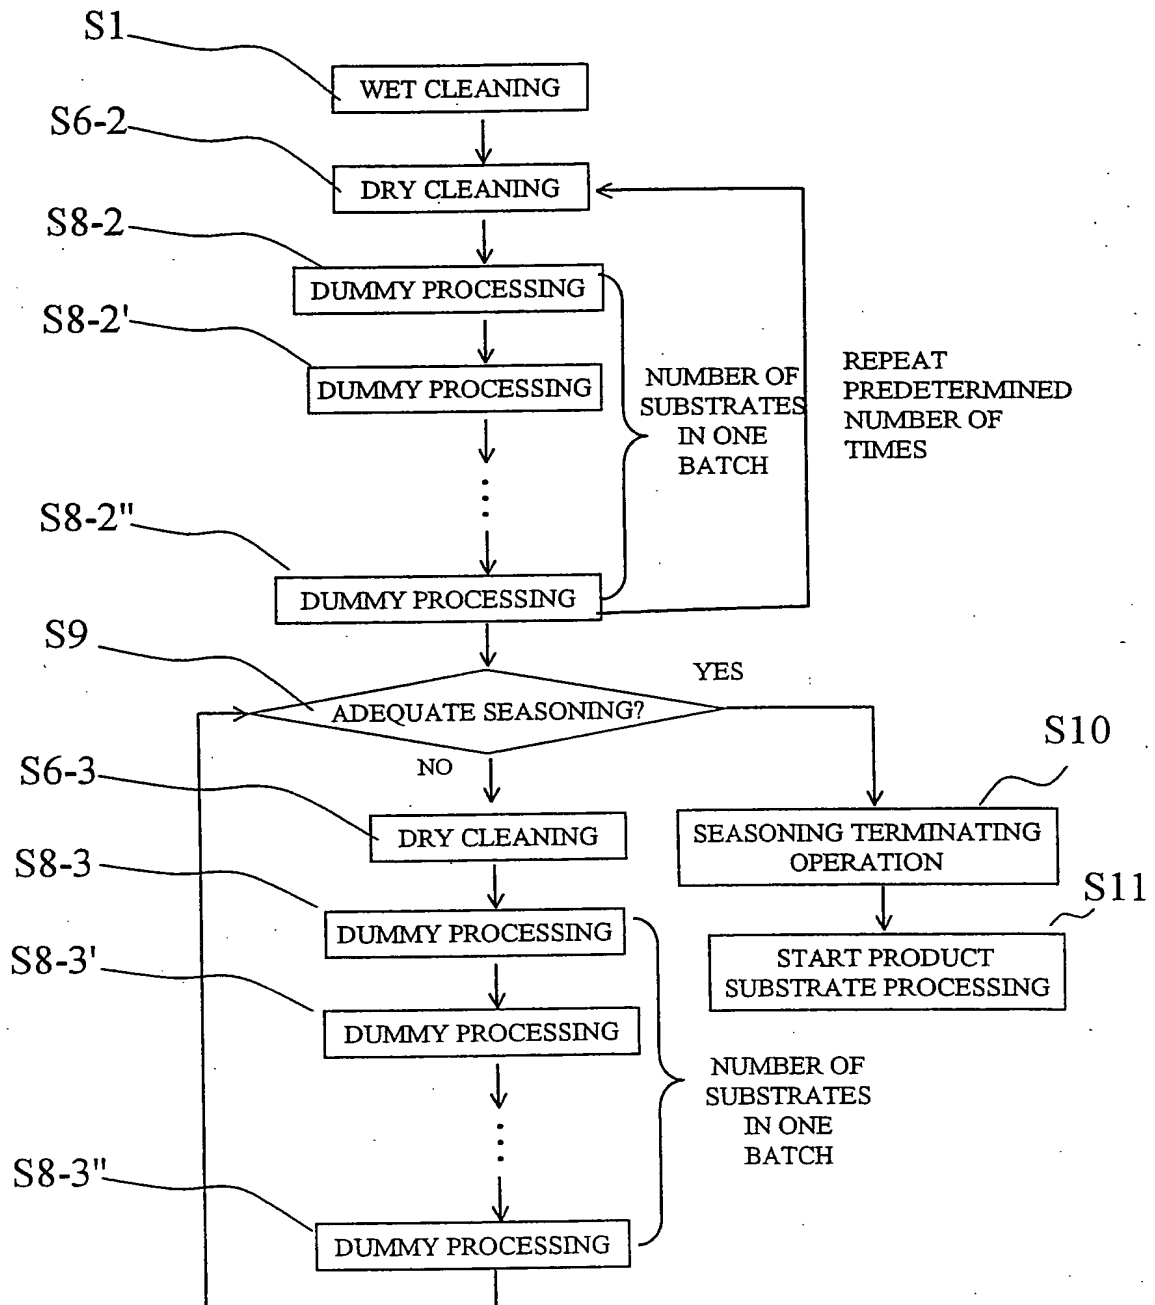 S1
WET CLEANING
S6-2
DRY CLEANING
S8-2
DUMMY PROCESSING
S8-2'
DUMMY PROCESSING
NUMBER OF
SUBSTRATES
IN ONE
BATCH
REPEAT
PREDETERMINED
NUMBER OF
TIMES
S8-2"
DUMMY PROCESSING
S9
ADEQUATE SEASONING?
YES
NO
S10
SEASONING TERMINATING
OPERATION
S11
START PRODUCT
SUBSTRATE PROCESSING
S6-3
DRY CLEANING
S8-3
DUMMY PROCESSING
S8-3'
DUMMY PROCESSING
NUMBER OF
SUBSTRATES
IN ONE
BATCH
S8-3"
DUMMY PROCESSING